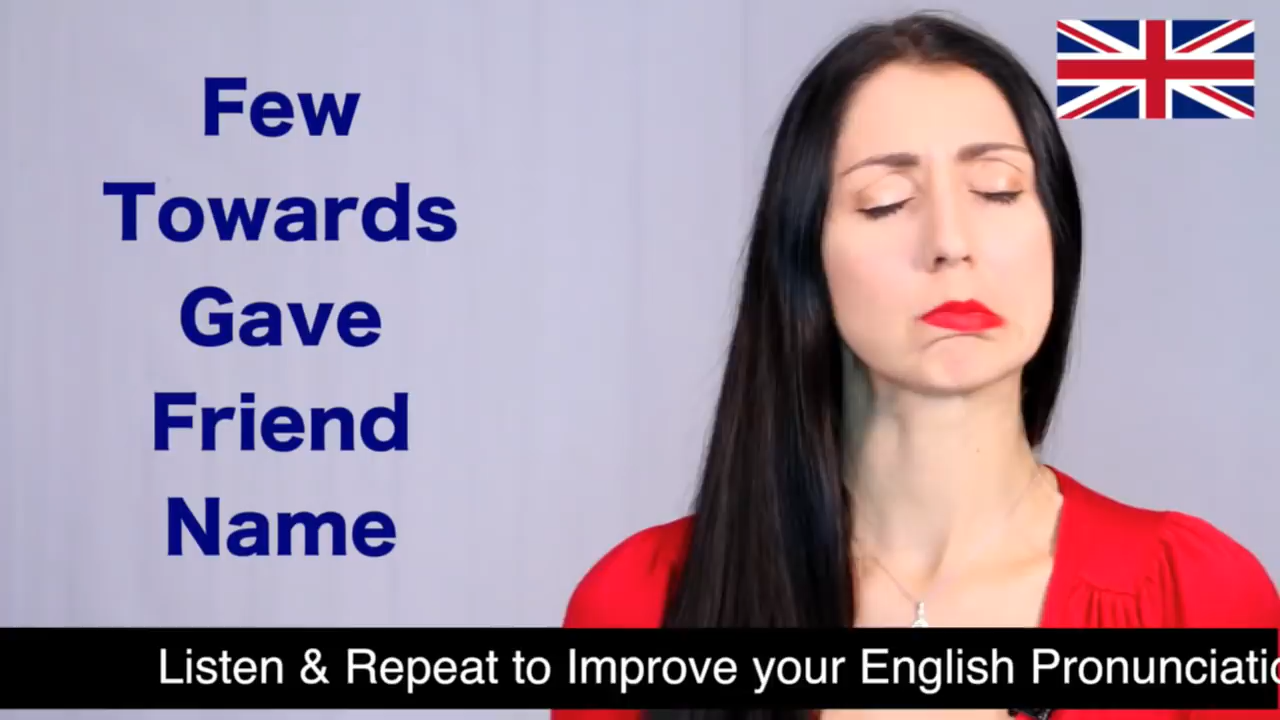 Few
Towards
Gave
Friend
Name
Listen & Repeat to Improve your English Pronunciatio